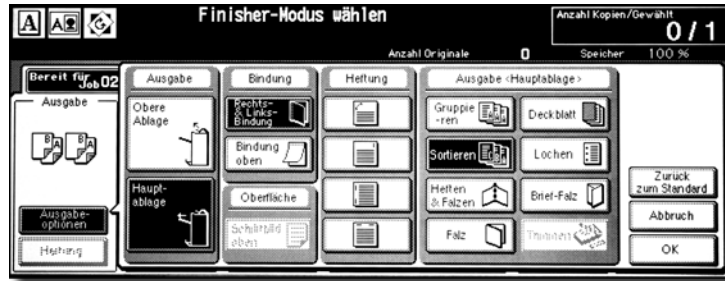 Finisher-Modus wählen
Anzahl Kopien/Gewählt
0 / 1
Anzahl Originale 0 Speicher 100 %
Bereit für Job 02
Ausgabe
Ausgabe-
optionen
Heftung
Ausgabe
Obere
Ablage
Haupt-
ablage
Bindung
Rechts-
& Links-
Bindung
Bindung
oben
Oberfläche
Schriftbild
oben
Heftung
Ausgabe <Hauptablage>
Gruppie
-ren
Deckblatt
Sortieren
Lochen
Heften
& Falzen
Brief-Falz
Falz
Trimmen
Zurück
zum Standard
Abbruch
OK